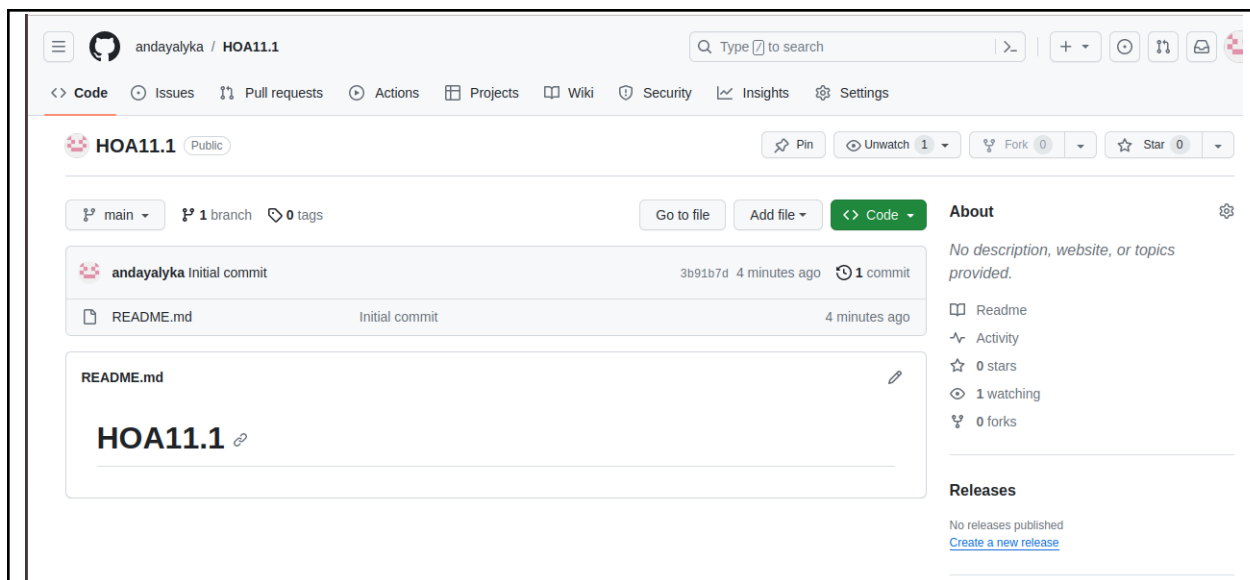 andayalyka / HOA11.1
Type / to search
Code Issues Pull requests Actions Projects Wiki Security Insights Settings
HOA11.1 Public
Pin Unwatch 1 Fork 0 Star 0
main 1 branch 0 tags
Go to file Add file Code
andayalyka Initial commit 3b91b7d 4 minutes ago 1 commit
README.md Initial commit 4 minutes ago
README.md
HOA11.1
About
No description, website, or topics
provided.
Readme
Activity
0 stars
1 watching
0 forks
Releases
No releases published
Create a new release